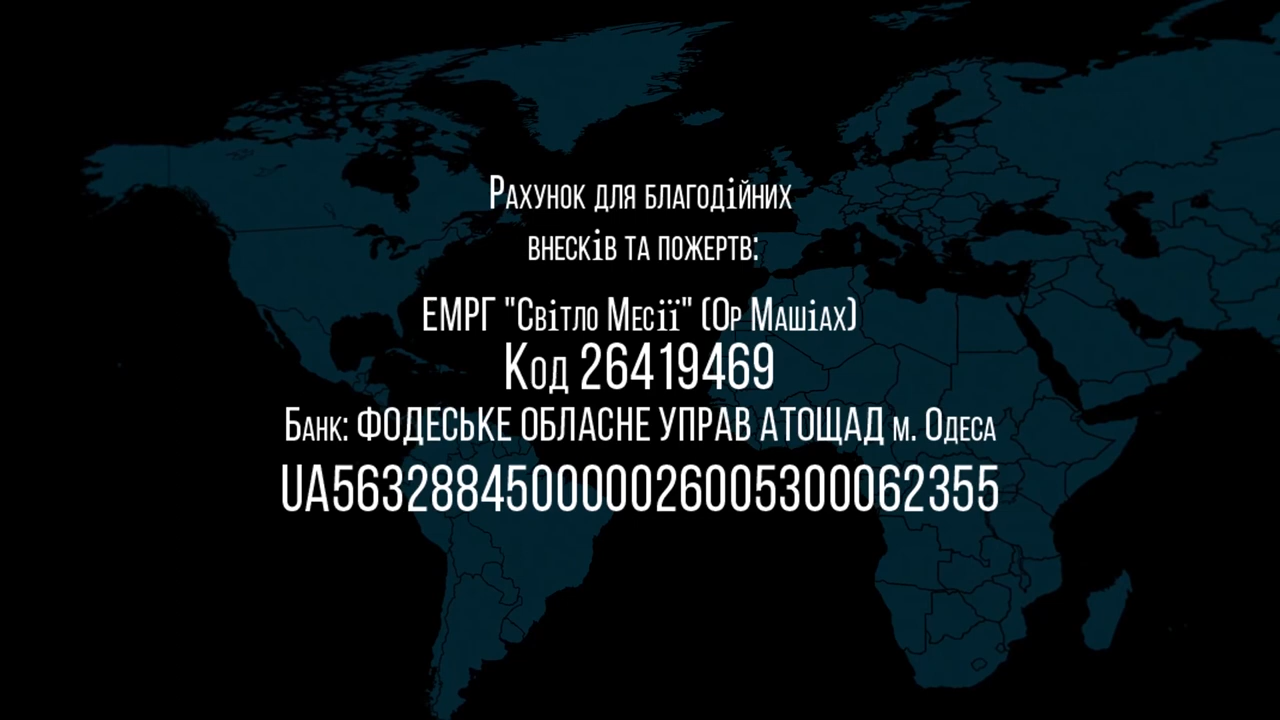 Рахунок для благодійних
внесків та пожертв:
ЕМРГ "Світло Месії" (Ор Машіах)
Код 26419469
Банк: ФОДЕСЬКЕ ОБЛАСНЕ УПРАВ АТОЩАД м. Одеса
UA563288450000026005300062355